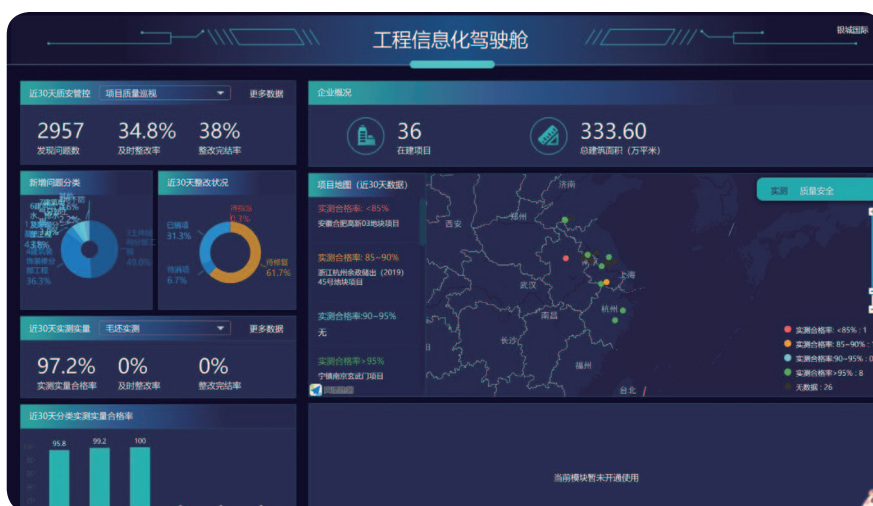 工程信息化驾驶舱
银城国际
近30天质安管控 项目质量巡视 更多数据
2957 34.8% 38%
发现问题数 及时整改率 整改完结率
企业概况
36
在建项目
333.60
总建筑面积（万平米）
新增问题分类
43.8%
36.3%
49.8%
近30天整改状况
已销项
31.3%
待销项
6.7%
待修复
61.7%
项目地图（近30天数据）
实测合格率: <85%
安徽合肥高新03地块项目
实测合格率: 85~90%
浙江杭州余政储出（2019）
45号地块项目
实测合格率:90~95%
无
实测合格率>95%
宁镇南京玄武门项目
济南
西安
郑州
武汉
上海
杭州
南昌
长沙
福州
台北
实测 质量安全
实测合格率: <85% : 1
实测合格率: 85~90% :
实测合格率:90~95% : 0
实测合格率>95% : 8
无数据 : 26
近30天实测实量 毛坯实测 更多数据
97.2% 0% 0%
实测实量合格率 及时整改率 整改完结率
近30天分类实测实量合格率
95.8 99.2 100
当前模块暂未开通使用